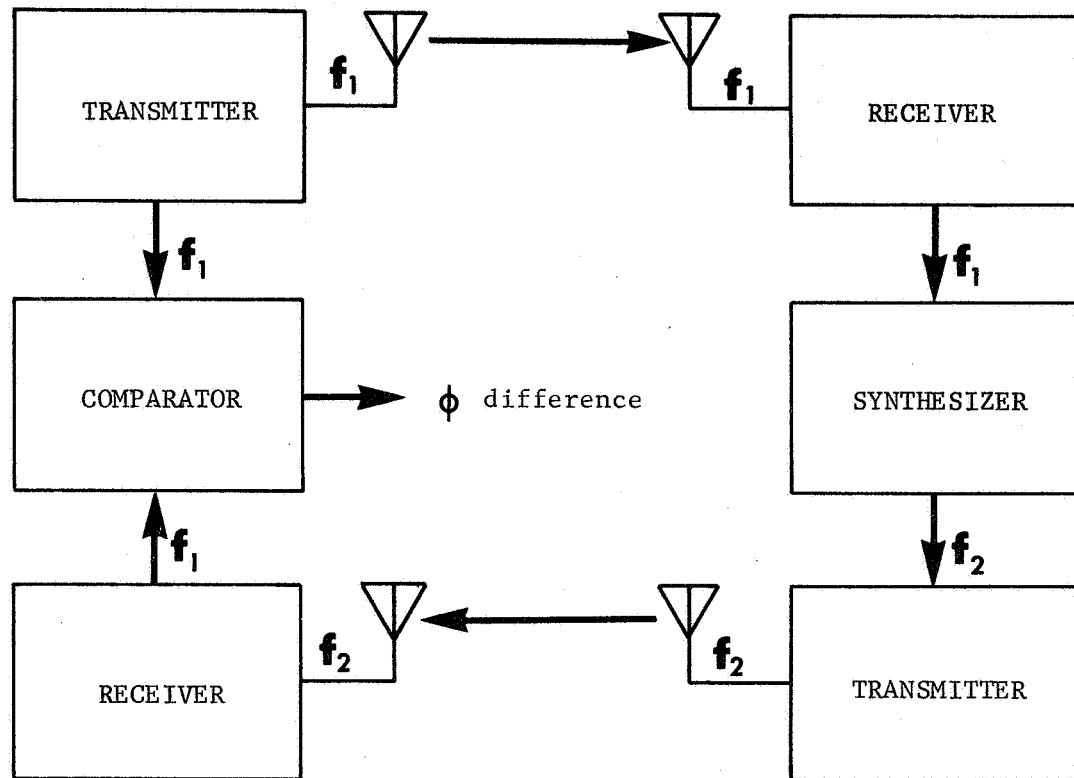 f₁
f₁
TRANSMITTER
RECEIVER
f₁
f₁
COMPARATOR
ϕ difference
SYNTHESIZER
f₁
f₂
f₂
f₂
RECEIVER
TRANSMITTER